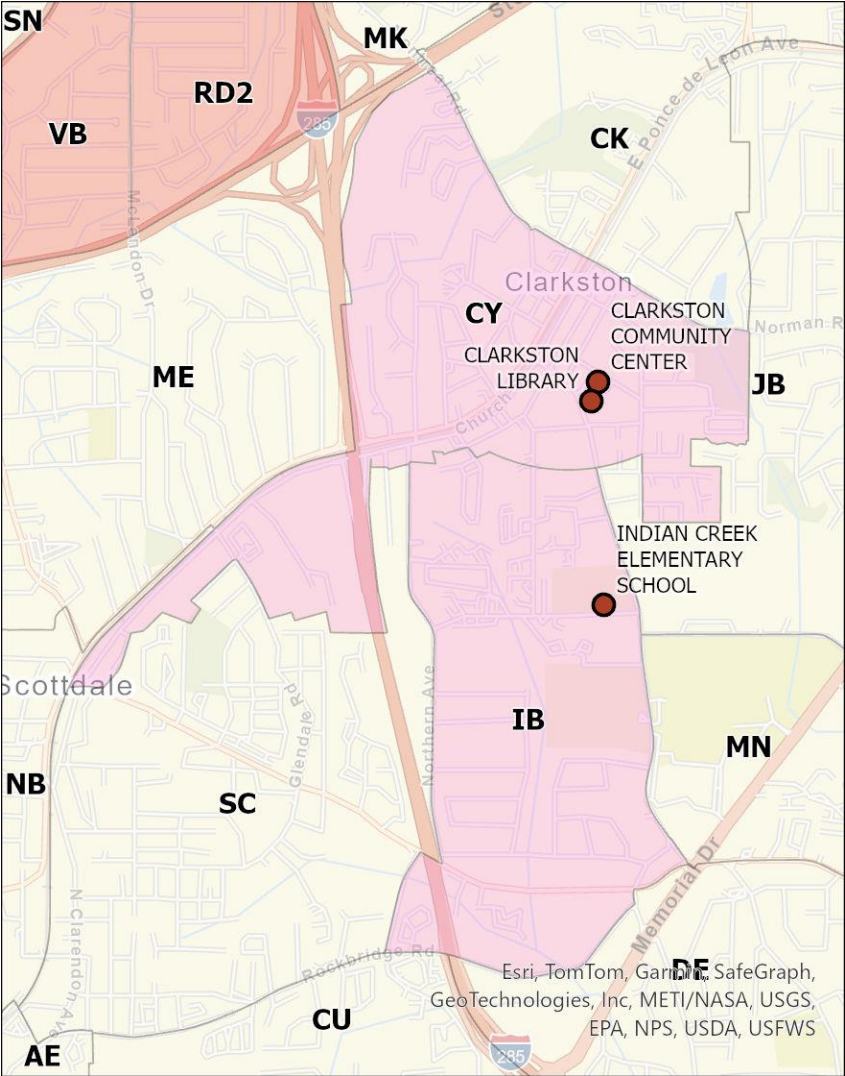 SN
MK
RD2
285
VB
CK
E Ponce de Leon Ave
McLendon Dr
Clarkston
CY
CLARKSTON
COMMUNITY
CENTER
Norman R
CLARKSTON
LIBRARY
ME
JB
Church
INDIAN CREEK
ELEMENTARY
SCHOOL
Scottdale
Glendale Rd
Northern Ave
IB
MN
NB
SC
Memorial Dr
N Clarendon Ave
Rockbridge Rd
DF
Esri, TomTom, Garmin, SafeGraph,
GeoTechnologies, Inc, METI/NASA, USGS,
EPA, NPS, USDA, USFWS
CU
285
AE